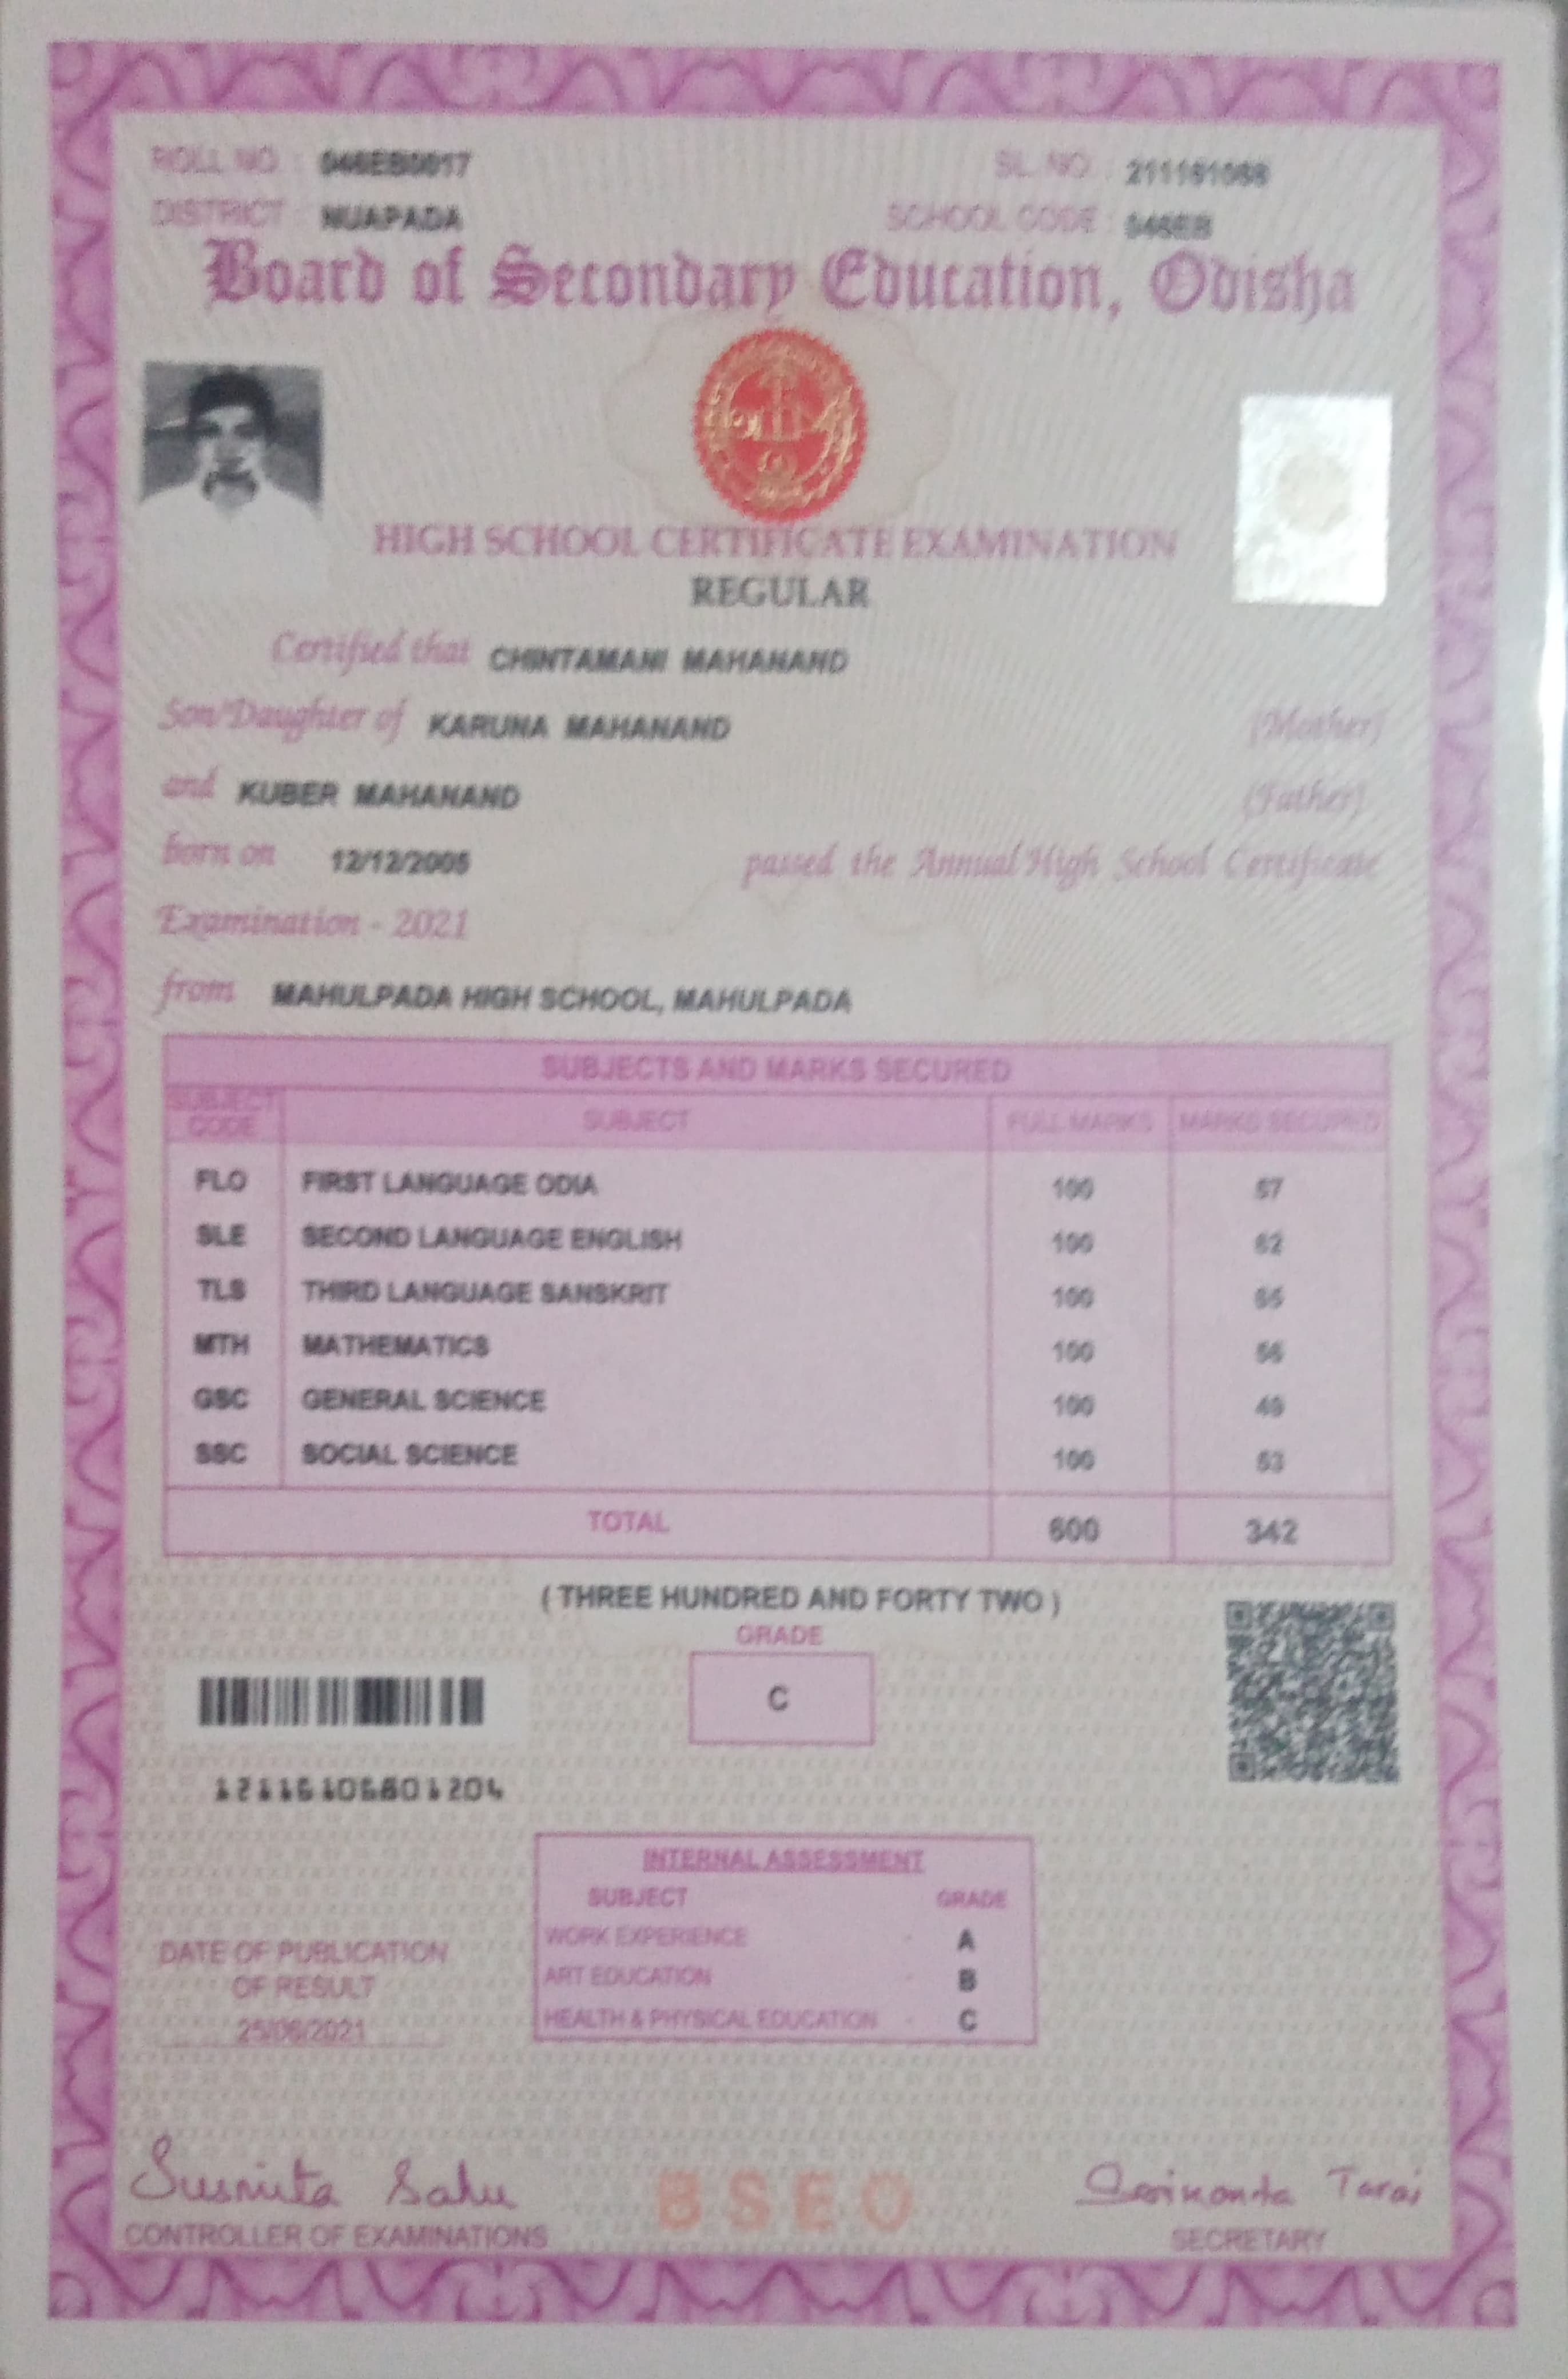 ROLL NO : 046EB0017 SL. NO : 211161068
DISTRICT : NUAPADA SCHOOL CODE : 046EB
Board of Secondary Education, Odisha
HIGH SCHOOL CERTIFICATE EXAMINATION
REGULAR
Certified that CHINTAMANI MAHANAND
Son/Daughter of KARUNA MAHANAND (Mother)
and KUBER MAHANAND (Father)
born on 12/12/2005 passed the Annual High School Certificate
Examination - 2021
from MAHULPADA HIGH SCHOOL, MAHULPADA
SUBJECTS AND MARKS SECURED
SUBJECT CODE SUBJECT FULL MARKS MARKS SECURED
FLO FIRST LANGUAGE ODIA 100 57
SLE SECOND LANGUAGE ENGLISH 100 62
TLS THIRD LANGUAGE SANSKRIT 100 65
MTH MATHEMATICS 100 56
GSC GENERAL SCIENCE 100 49
SSC SOCIAL SCIENCE 100 53
TOTAL 600 342
( THREE HUNDRED AND FORTY TWO )
GRADE
C
121116106801204
INTERNAL ASSESSMENT
SUBJECT GRADE
WORK EXPERIENCE - A
ART EDUCATION - B
HEALTH & PHYSICAL EDUCATION - C
DATE OF PUBLICATION
OF RESULT
25/06/2021
Susmita Sahu
CONTROLLER OF EXAMINATIONS
BSEO
Srikanta Tarai
SECRETARY